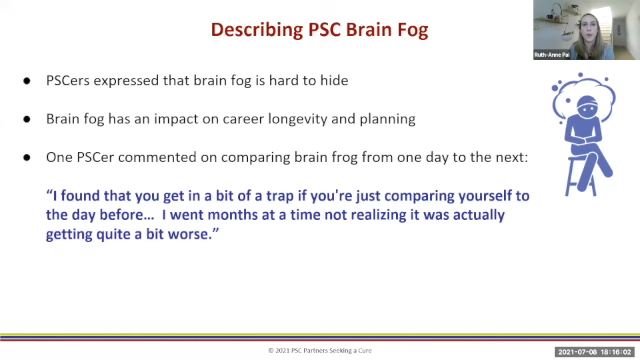 Describing PSC Brain Fog
Ruth-Anne Pai
● PSCers expressed that brain fog is hard to hide
● Brain fog has an impact on career longevity and planning
● One PSCer commented on comparing brain frog from one day to the next:
“I found that you get in a bit of a trap if you're just comparing yourself to
the day before… I went months at a time not realizing it was actually
getting quite a bit worse.”
© 2021 PSC Partners Seeking a Cure
2021-07-08 18:16:02